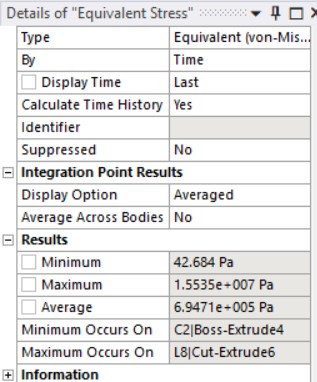 Details of "Equivalent Stress"
Type Equivalent (von-Mis...
By Time
Display Time Last
Calculate Time History Yes
Identifier
Suppressed No
Integration Point Results
Display Option Averaged
Average Across Bodies No
Results
Minimum 42.684 Pa
Maximum 1.5535e+007 Pa
Average 6.9471e+005 Pa
Minimum Occurs On C2|Boss-Extrude4
Maximum Occurs On L8|Cut-Extrude6
Information